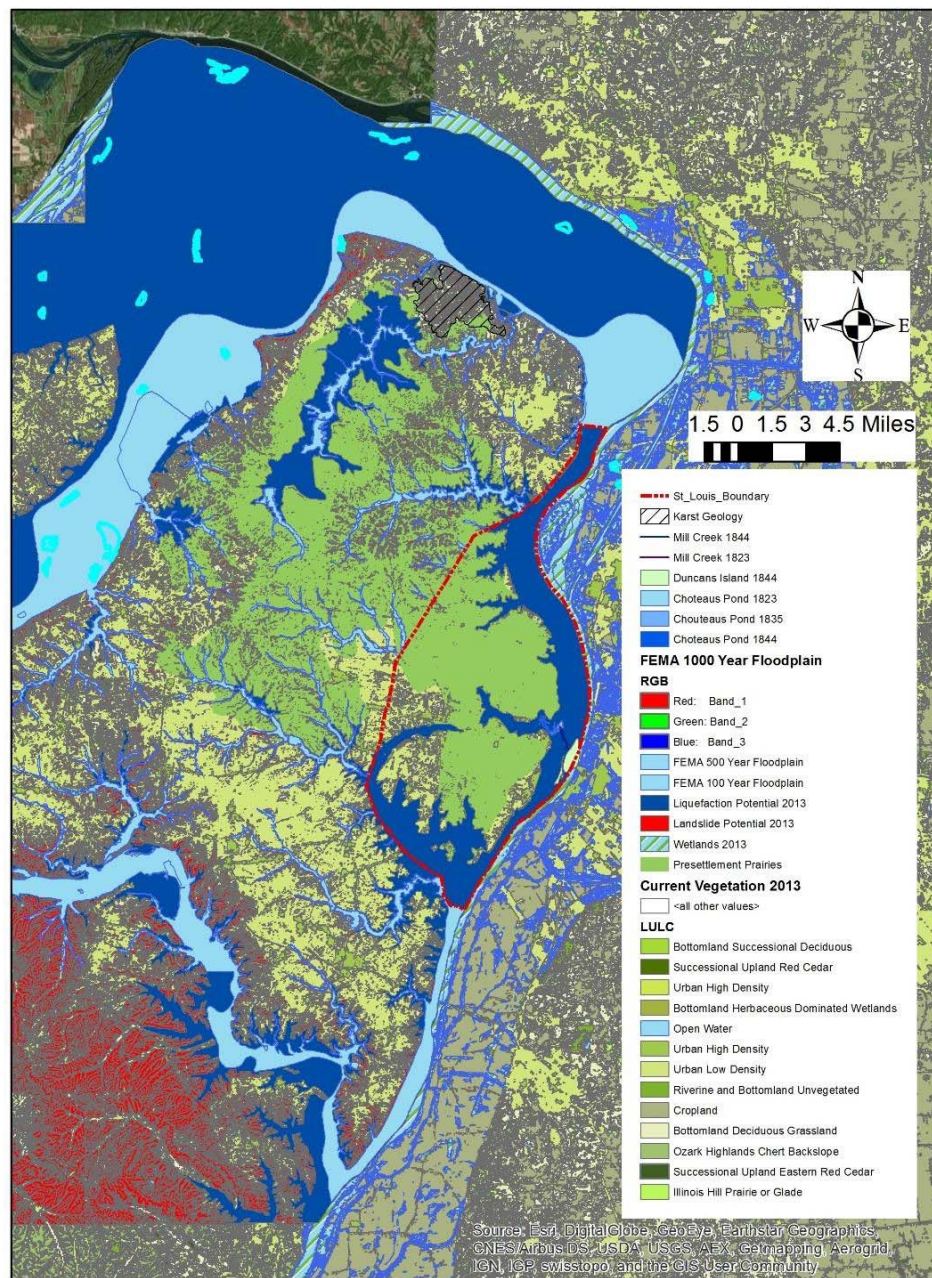 N
W E
S
1.5 0 1.5 3 4.5 Miles
St_Louis_Boundary
Karst Geology
Mill Creek 1844
Mill Creek 1823
Duncans Island 1844
Choteaus Pond 1823
Chouteaus Pond 1835
Choteaus Pond 1844
FEMA 1000 Year Floodplain
RGB
Red: Band_1
Green: Band_2
Blue: Band_3
FEMA 500 Year Floodplain
FEMA 100 Year Floodplain
Liquefaction Potential 2013
Landslide Potential 2013
Wetlands 2013
Presettlement Prairies
Current Vegetation 2013
<all other values>
LULC
Bottomland Successional Deciduous
Successional Upland Red Cedar
Urban High Density
Bottomland Herbaceous Dominated Wetlands
Open Water
Urban High Density
Urban Low Density
Riverine and Bottomland Unvegetated
Cropland
Bottomland Deciduous Grassland
Ozark Highlands Chert Backslope
Successional Upland Eastern Red Cedar
Illinois Hill Prairie or Glade
Source: Esri, DigitalGlobe, GeoEye, Earthstar Geographics,
CNES/Airbus DS, USDA, USGS, AEX, Getmapping, Aerogrid,
IGN, IGP, swisstopo, and the GIS User Community